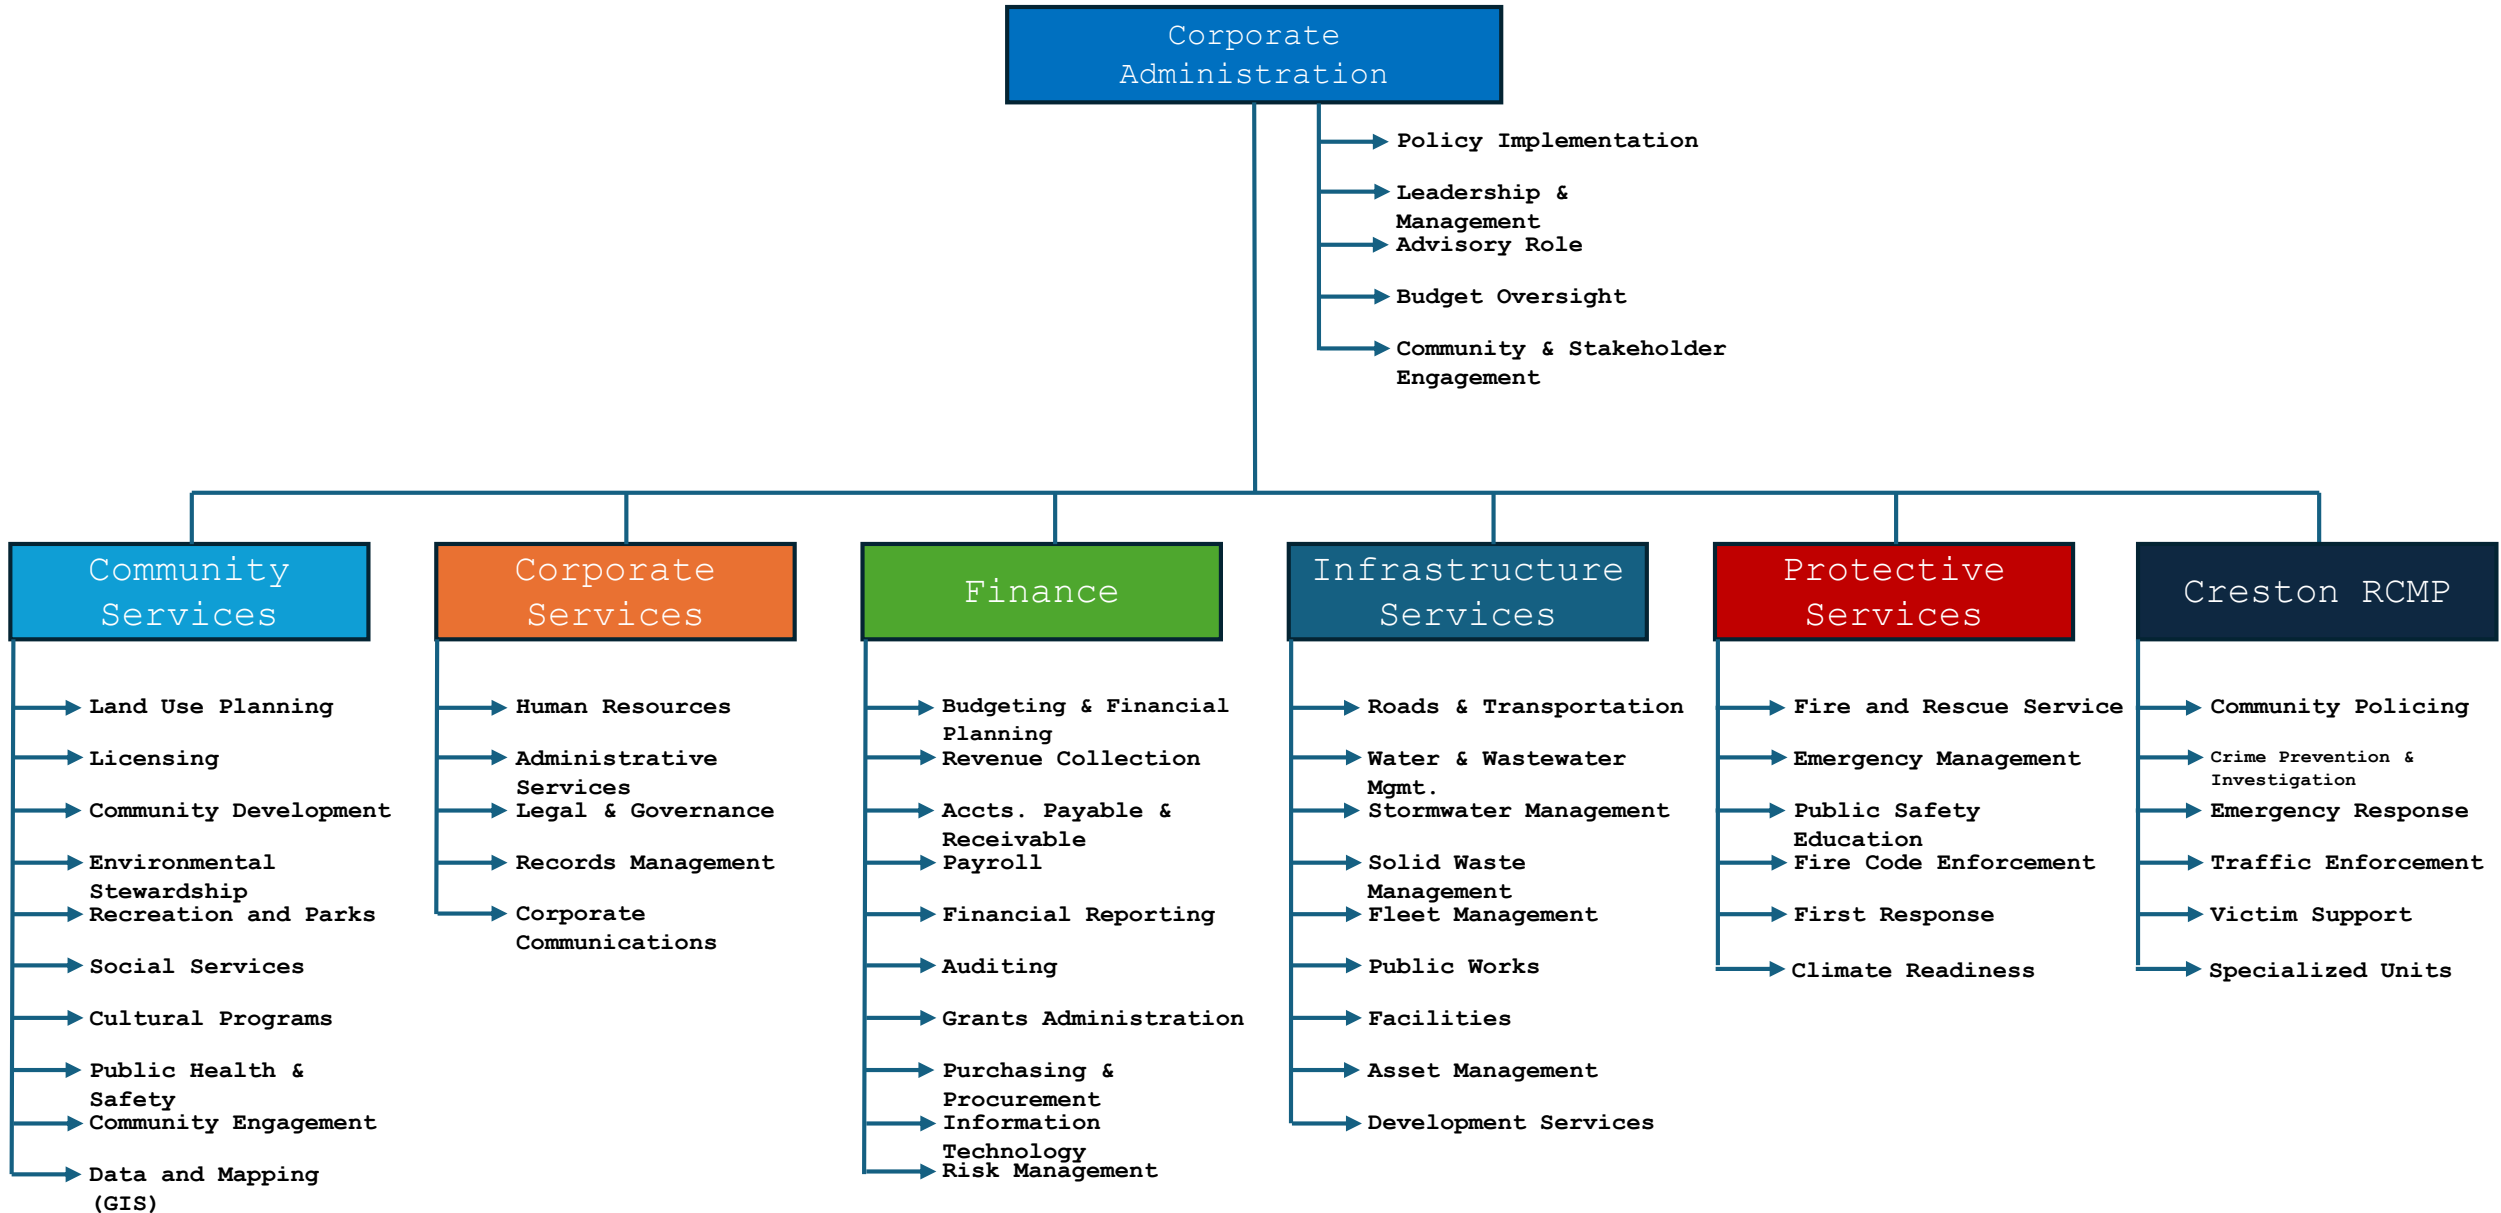 Corporate
Administration
Policy Implementation
Leadership &
Management
Advisory Role
Budget Oversight
Community & Stakeholder
Engagement
Community
Services
Land Use Planning
Licensing
Community Development
Environmental
Stewardship
Recreation and Parks
Social Services
Cultural Programs
Public Health &
Safety
Community Engagement
Data and Mapping
(GIS)
Corporate
Services
Human Resources
Administrative
Services
Legal & Governance
Records Management
Corporate
Communications
Finance
Budgeting & Financial
Planning
Revenue Collection
Accts. Payable &
Receivable
Payroll
Financial Reporting
Auditing
Grants Administration
Purchasing &
Procurement
Information
Technology
Risk Management
Infrastructure
Services
Roads & Transportation
Water & Wastewater
Mgmt.
Stormwater Management
Solid Waste
Management
Fleet Management
Public Works
Facilities
Asset Management
Development Services
Protective
Services
Fire and Rescue Service
Emergency Management
Public Safety
Education
Fire Code Enforcement
First Response
Climate Readiness
Creston RCMP
Community Policing
Crime Prevention &
Investigation
Emergency Response
Traffic Enforcement
Victim Support
Specialized Units